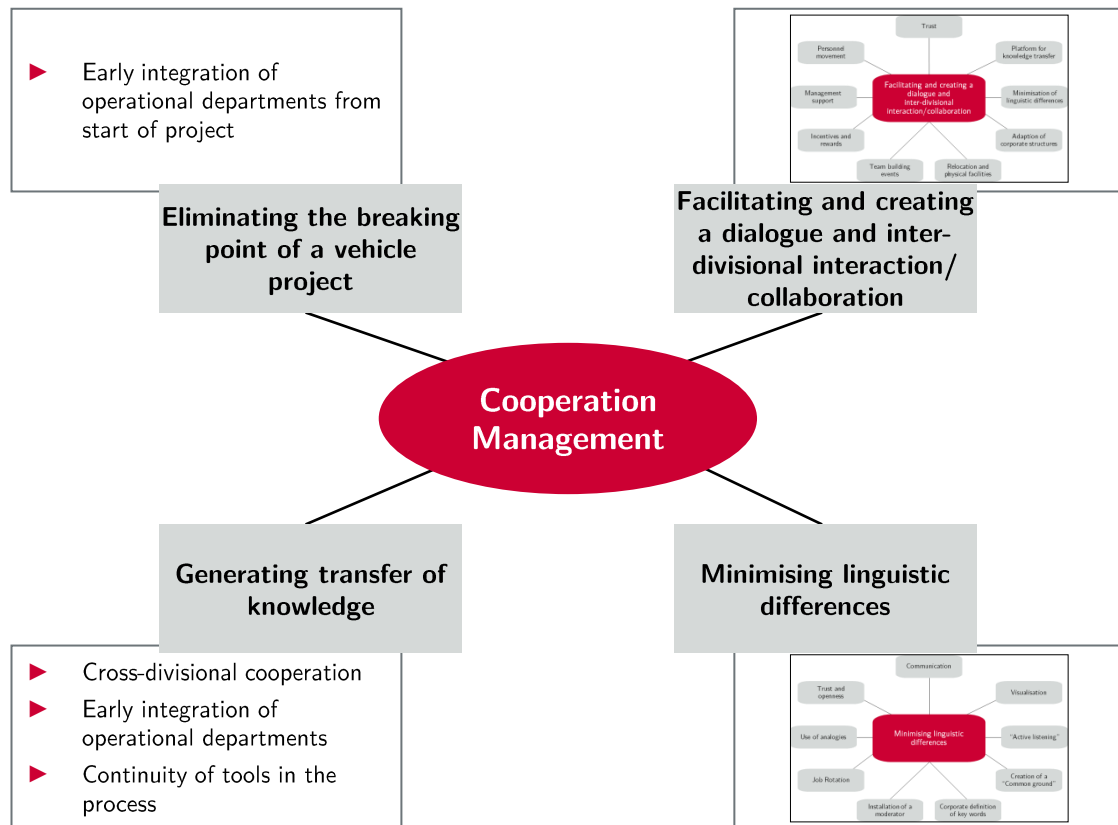 ▶ Early integration of
operational departments from
start of project
Eliminating the breaking
point of a vehicle
project
Trust
Personnel
movement
Platform for
knowledge transfer
Management
support
Facilitating and creating a
dialogue and
inter-divisional
interaction/collaboration
Minimisation of
linguistic differences
Incentives and
rewards
Adaption of
corporate structures
Team building
events
Relocation and
physical facilities
Facilitating and creating
a dialogue and inter-
divisional interaction/
collaboration
Cooperation
Management
Generating transfer of
knowledge
▶ Cross-divisional cooperation
▶ Early integration of
operational departments
▶ Continuity of tools in the
process
Minimising linguistic
differences
Communication
Trust and
openness
Visualisation
Use of analogies
Minimising linguistic
differences
"Active listening"
Job Rotation
Creation of a
"Common ground"
Installation of a
moderator
Corporate definition
of key words